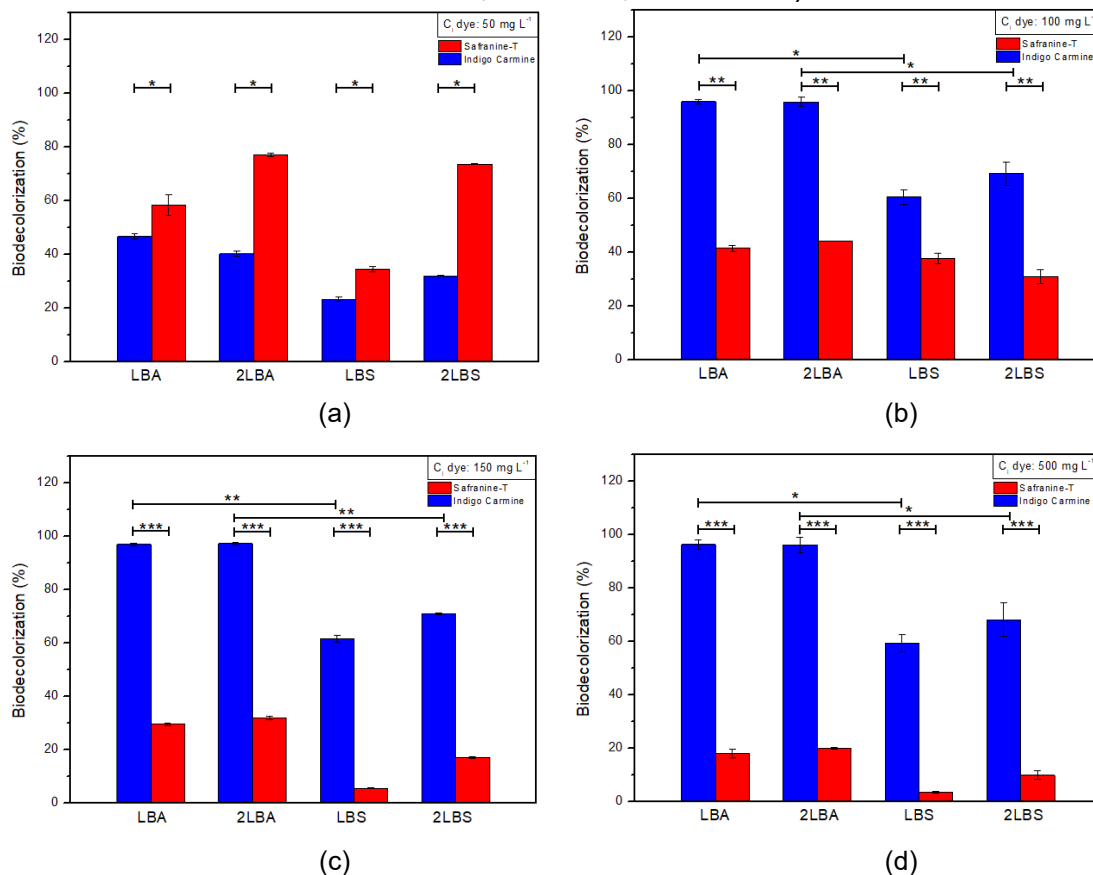 C_i dye: 50 mg L⁻¹
Safranine-T
Indigo Carmine
* * * *
Biodecolorization (%)
120
100
80
60
40
20
0
LBA 2LBA LBS 2LBS
(a)
C_i dye: 100 mg L⁻¹
Safranine-T
Indigo Carmine
*
*
** ** ** **
Biodecolorization (%)
120
100
80
60
40
20
0
LBA 2LBA LBS 2LBS
(b)
C_i dye: 150 mg L⁻¹
Safranine-T
Indigo Carmine
**
**
*** *** *** ***
Biodecolorization (%)
120
100
80
60
40
20
0
LBA 2LBA LBS 2LBS
(c)
C_i dye: 500 mg L⁻¹
Safranine-T
Indigo Carmine
*
*
*** *** *** ***
Biodecolorization (%)
120
100
80
60
40
20
0
LBA 2LBA LBS 2LBS
(d)